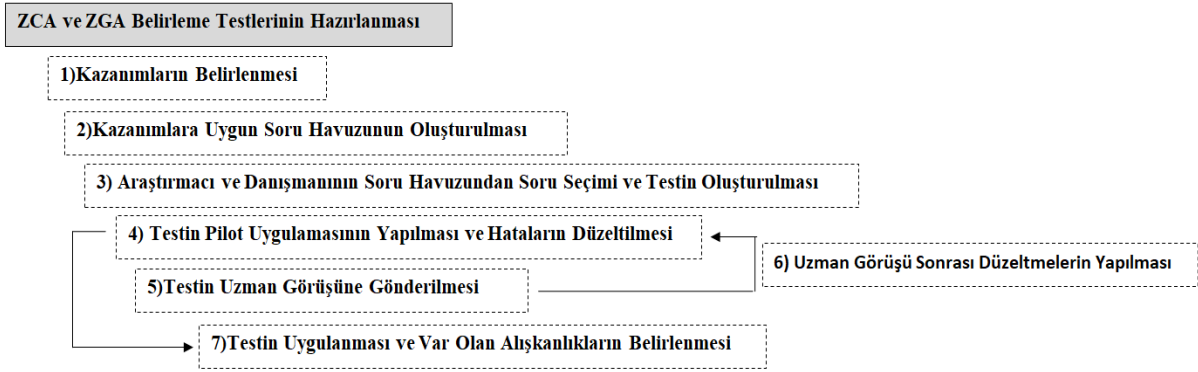 ZCA ve ZGA Belirleme Testlerinin Hazırlanması
1)Kazanımların Belirlenmesi
2)Kazanımlara Uygun Soru Havuzunun Oluşturulması
3) Araştırmacı ve Danışmanının Soru Havuzundan Soru Seçimi ve Testin Oluşturulması
4) Testin Pilot Uygulamasının Yapılması ve Hataların Düzeltilmesi
6) Uzman Görüşü Sonrası Düzeltmelerin Yapılması
5)Testin Uzman Görüşüne Gönderilmesi
7)Testin Uygulanması ve Var Olan Alışkanlıkların Belirlenmesi